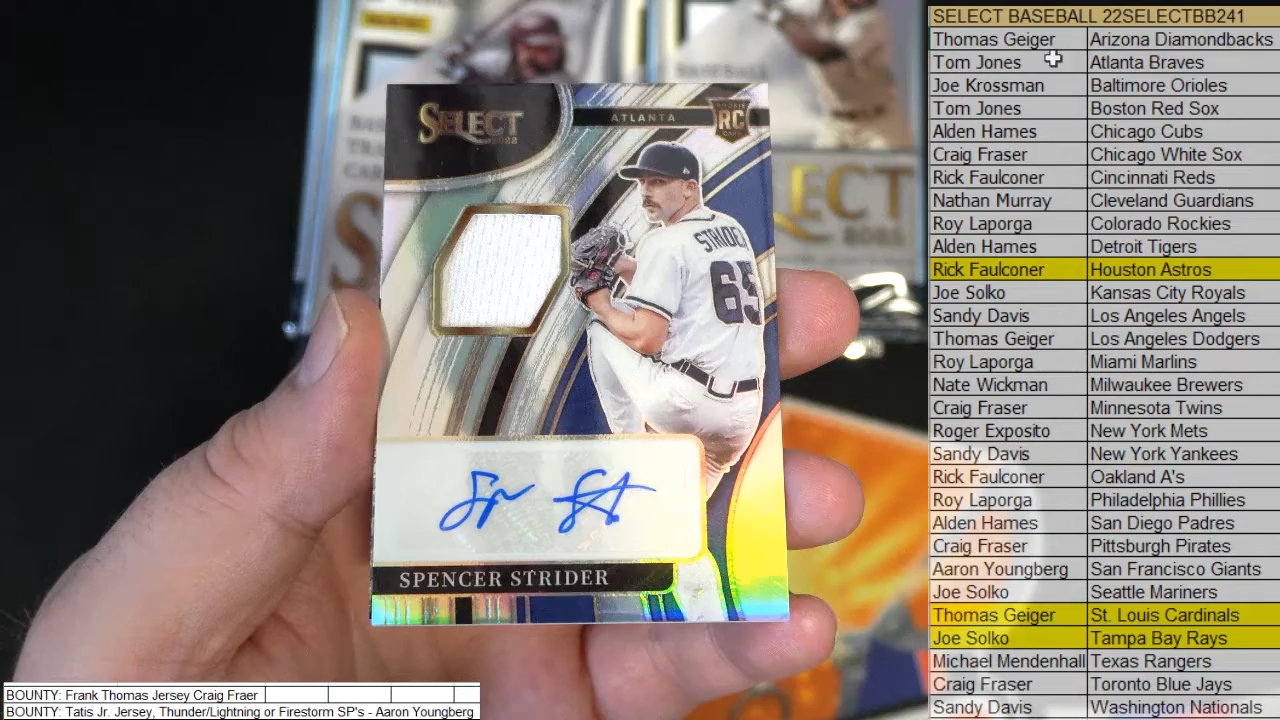 SELECT
2022
ATLANTA
ROOKIE
RC
CARD
STRIDER
65
SPENCER STRIDER
SELECT BASEBALL 22SELECTBB241
Thomas Geiger Arizona Diamondbacks
Tom Jones Atlanta Braves
Joe Krossman Baltimore Orioles
Tom Jones Boston Red Sox
Alden Hames Chicago Cubs
Craig Fraser Chicago White Sox
Rick Faulconer Cincinnati Reds
Nathan Murray Cleveland Guardians
Roy Laporga Colorado Rockies
Alden Hames Detroit Tigers
Rick Faulconer Houston Astros
Joe Solko Kansas City Royals
Sandy Davis Los Angeles Angels
Thomas Geiger Los Angeles Dodgers
Roy Laporga Miami Marlins
Nate Wickman Milwaukee Brewers
Craig Fraser Minnesota Twins
Roger Exposito New York Mets
Sandy Davis New York Yankees
Rick Faulconer Oakland A's
Roy Laporga Philadelphia Phillies
Alden Hames San Diego Padres
Craig Fraser Pittsburgh Pirates
Aaron Youngberg San Francisco Giants
Joe Solko Seattle Mariners
Thomas Geiger St. Louis Cardinals
Joe Solko Tampa Bay Rays
Michael Mendenhall Texas Rangers
Craig Fraser Toronto Blue Jays
Sandy Davis Washington Nationals
BOUNTY: Frank Thomas Jersey Craig Fraer
BOUNTY: Tatis Jr. Jersey, Thunder/Lightning or Firestorm SP's - Aaron Youngberg